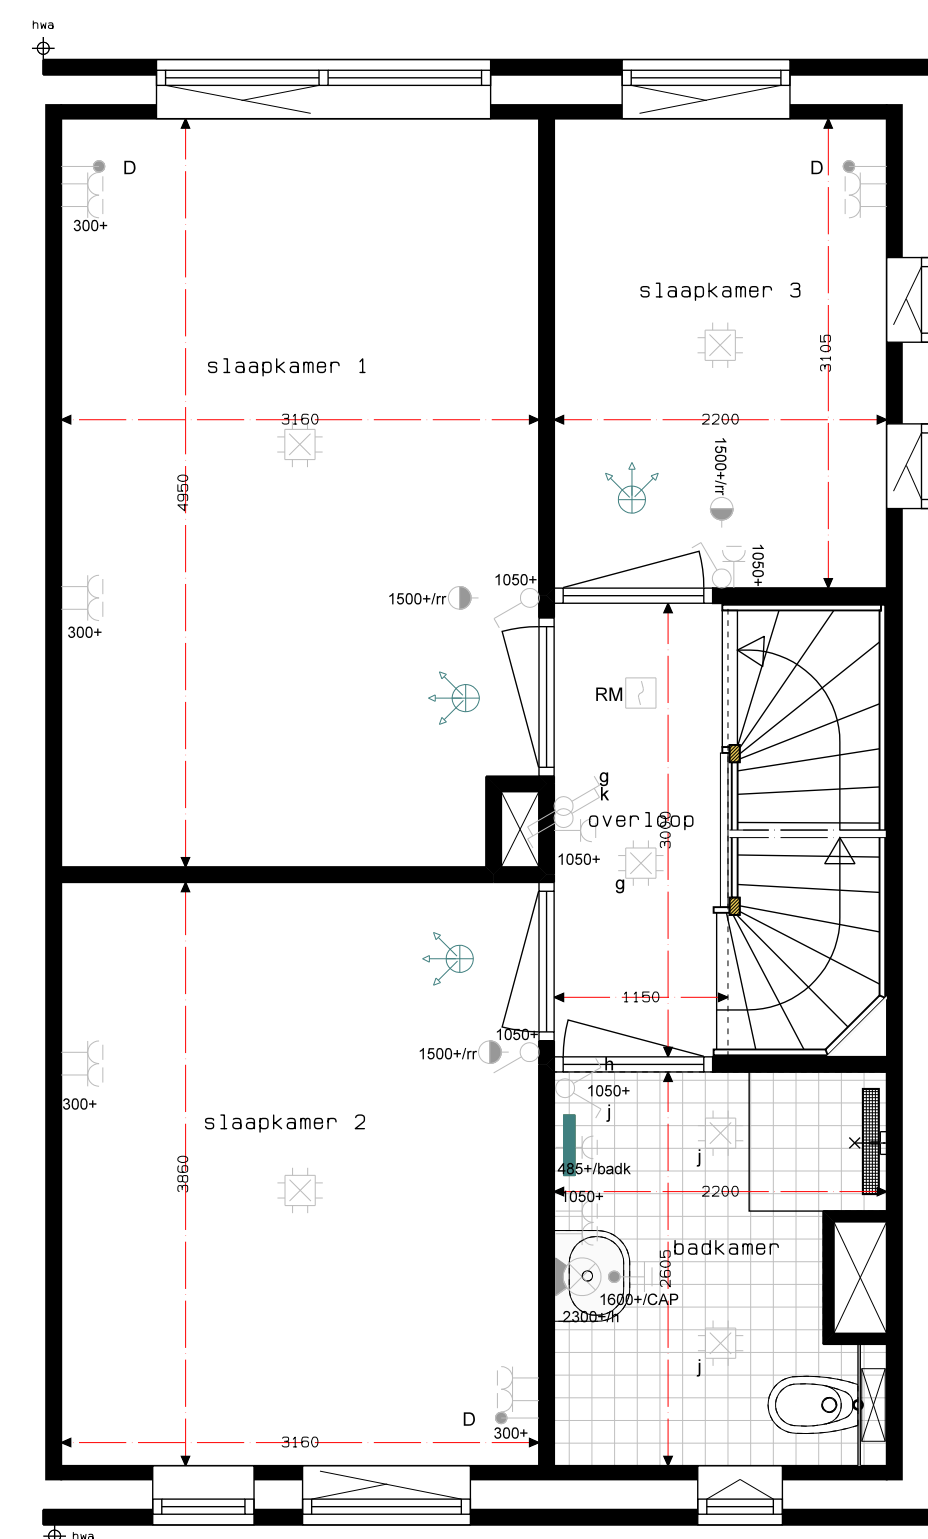 hwa
D
D
300+
slaapkamer 3
3105
slaapkamer 1
3160
2200
4950
1500+/rr
1050+
1050+
1500+/rr
300+
RM
g
k
overloop
3000
1050+
g
1150
1050+
1500+/rr
h
1050+
j
300+
slaapkamer 2
j
3860
485+/badk
1050+
2200
badkamer
2605
1600+/CAP
2300+/h
j
D
300+
3160
hwa